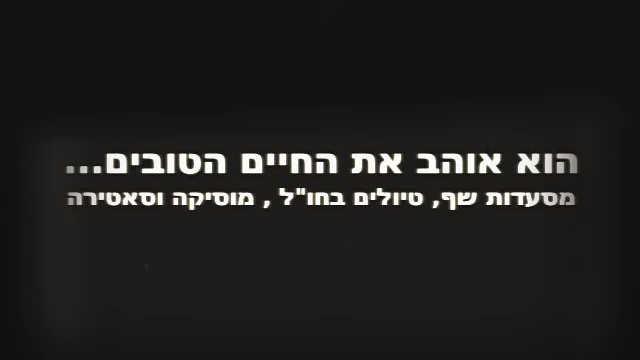 הוא אוהב את החיים הטובים...
מסעדות שף, טיולים בחו"ל , מוסיקה וסאטירה